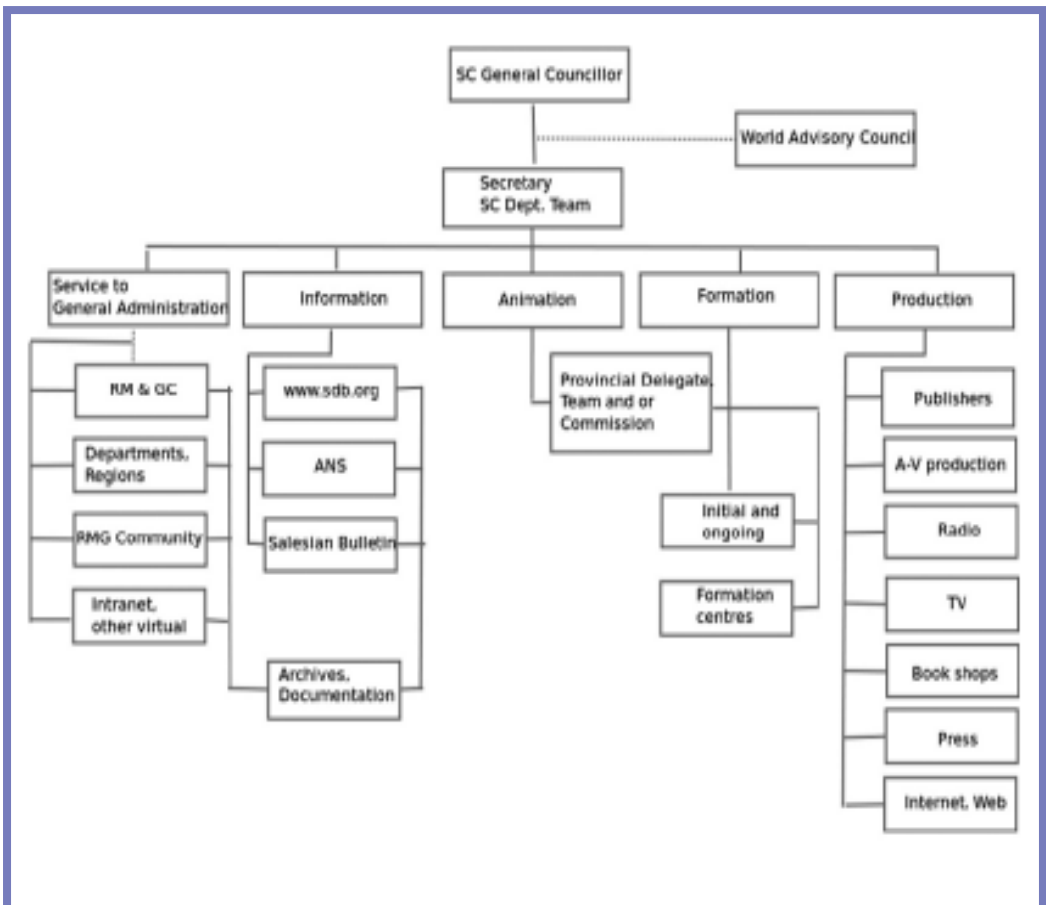 SC General Councillor
World Advisory Council
Secretary
SC Dept. Team
Service to
General Administration
Information
Animation
Formation
Production
RM & GC
Departments,
Regions
RMG Community
Intranet,
other virtual
www.sdb.org
ANS
Salesian Bulletin
Archives,
Documentation
Provincial Delegate,
Team and or
Commission
Initial and
ongoing
Formation
centres
Publishers
A-V production
Radio
TV
Book shops
Press
Internet, Web